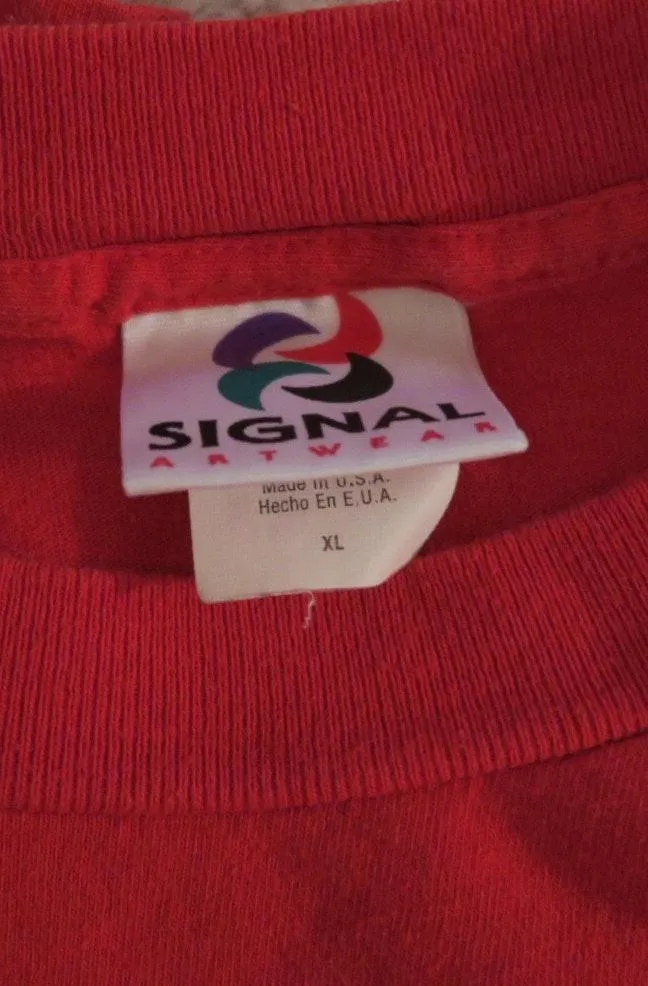 SIGNAL
ARTWEAR
Made in U.S.A.
Hecho En E.U.A.
XL